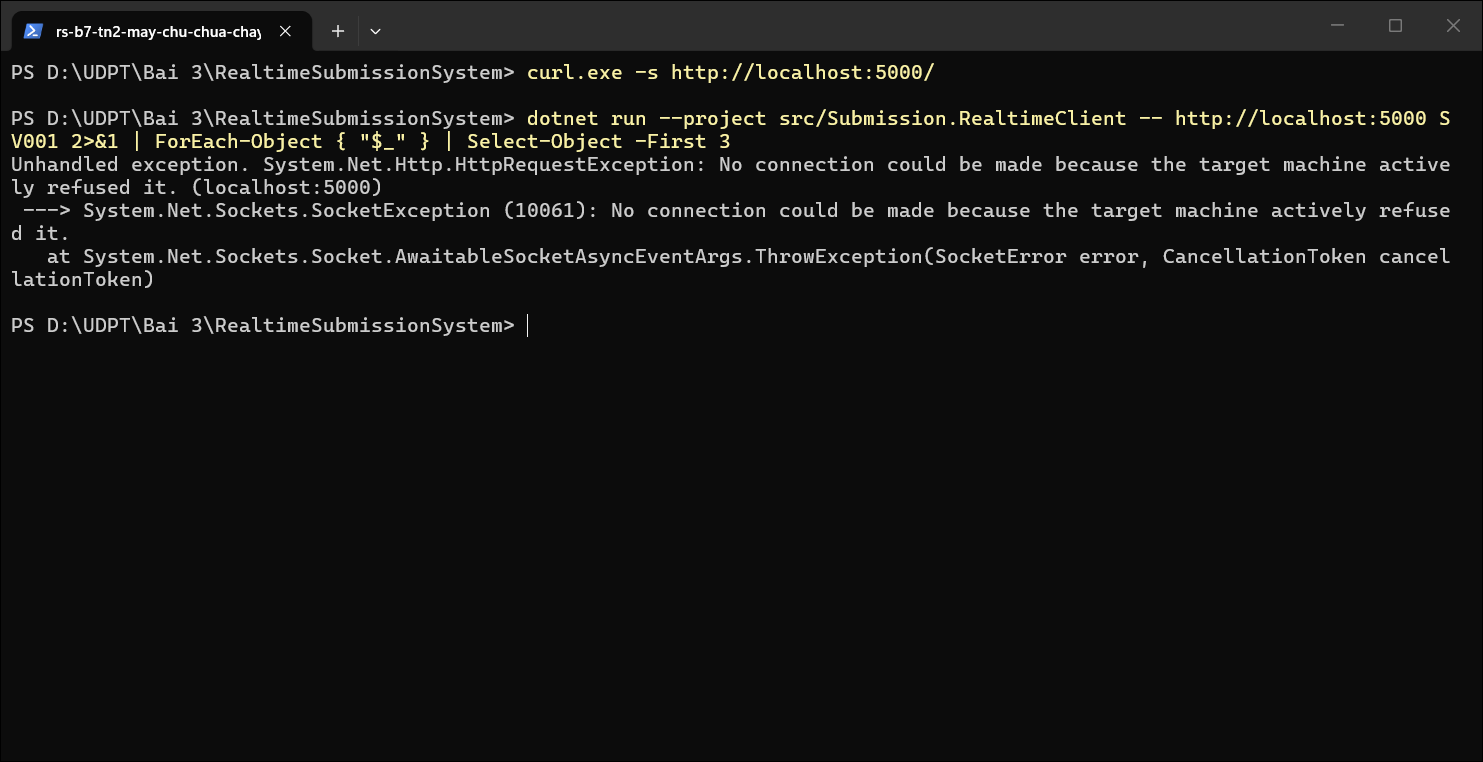 rs-b7-tn2-may-chu-chua-chay
PS D:\UDPT\Bai 3\RealtimeSubmissionSystem> curl.exe -s http://localhost:5000/
PS D:\UDPT\Bai 3\RealtimeSubmissionSystem> dotnet run --project src/Submission.RealtimeClient -- http://localhost:5000 S
V001 2>&1 | ForEach-Object { "$_" } | Select-Object -First 3
Unhandled exception. System.Net.Http.HttpRequestException: No connection could be made because the target machine active
ly refused it. (localhost:5000)
 ---> System.Net.Sockets.SocketException (10061): No connection could be made because the target machine actively refuse
d it.
   at System.Net.Sockets.Socket.AwaitableSocketAsyncEventArgs.ThrowException(SocketError error, CancellationToken cancel
lationToken)
PS D:\UDPT\Bai 3\RealtimeSubmissionSystem>